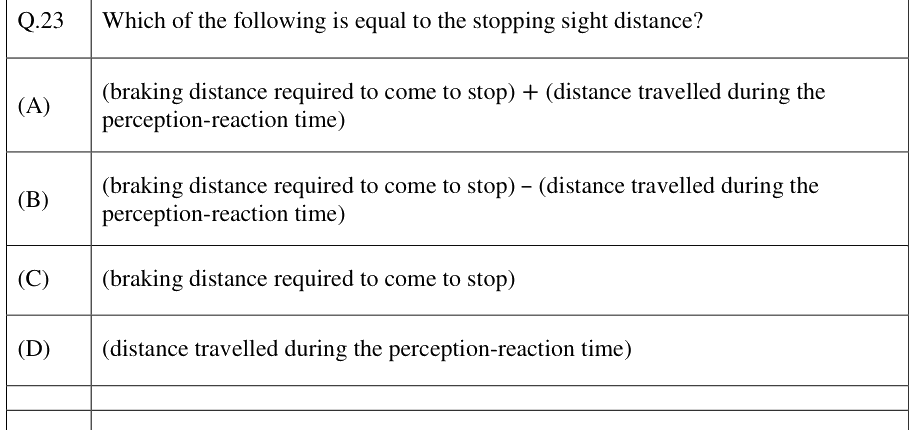 Q.23 Which of the following is equal to the stopping sight distance?
(A) (braking distance required to come to stop) + (distance travelled during the
perception-reaction time)
(B) (braking distance required to come to stop) – (distance travelled during the
perception-reaction time)
(C) (braking distance required to come to stop)
(D) (distance travelled during the perception-reaction time)